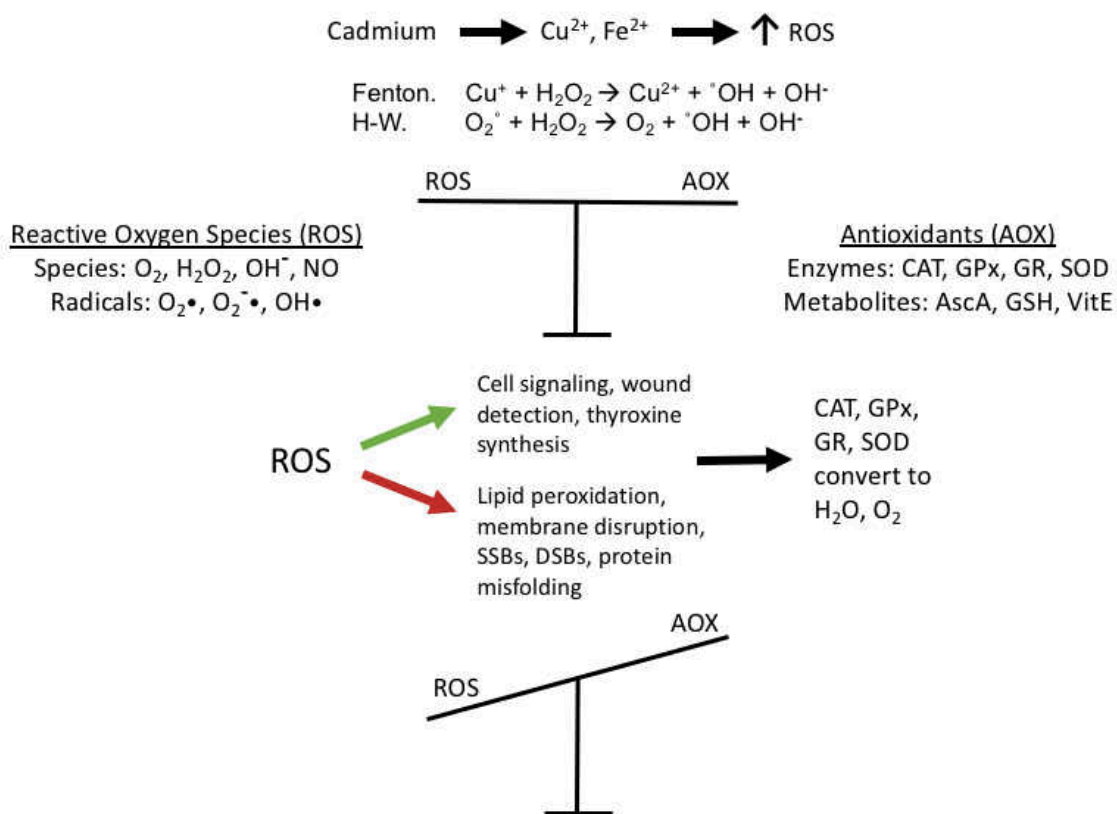 Cadmium → Cu²⁺, Fe²⁺ → ↑ ROS
Fenton. Cu⁺ + H₂O₂ → Cu²⁺ + ˚OH + OH⁻
H-W. O₂˚ + H₂O₂ → O₂ + ˚OH + OH⁻
ROS AOX
Reactive Oxygen Species (ROS)
Species: O₂, H₂O₂, OH⁻, NO
Radicals: O₂•, O₂⁻•, OH•
Antioxidants (AOX)
Enzymes: CAT, GPx, GR, SOD
Metabolites: AscA, GSH, VitE
ROS
Cell signaling, wound
detection, thyroxine
synthesis
Lipid peroxidation,
membrane disruption,
SSBs, DSBs, protein
misfolding
CAT, GPx,
GR, SOD
convert to
H₂O, O₂
AOX
ROS